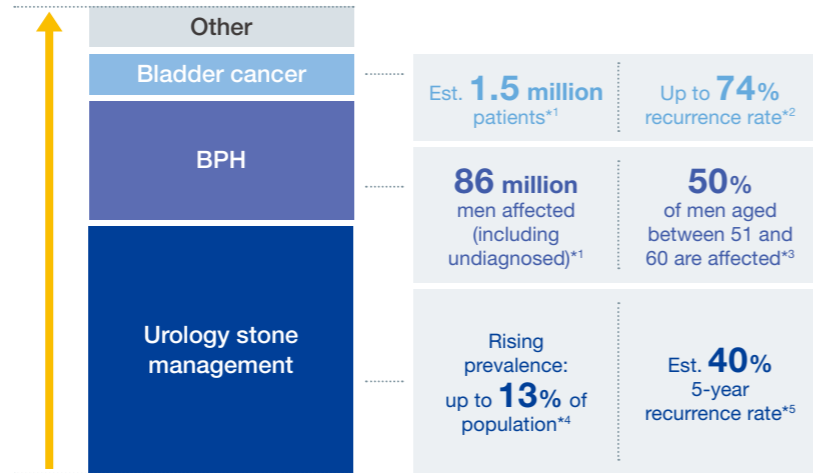 Other
Bladder cancer
Est. 1.5 million
patients*1
Up to 74%
recurrence rate*2
BPH
86 million
men affected
(including
undiagnosed)*1
50%
of men aged
between 51 and
60 are affected*3
Urology stone
management
Rising
prevalence:
up to 13% of
population*4
Est. 40%
5-year
recurrence rate*5